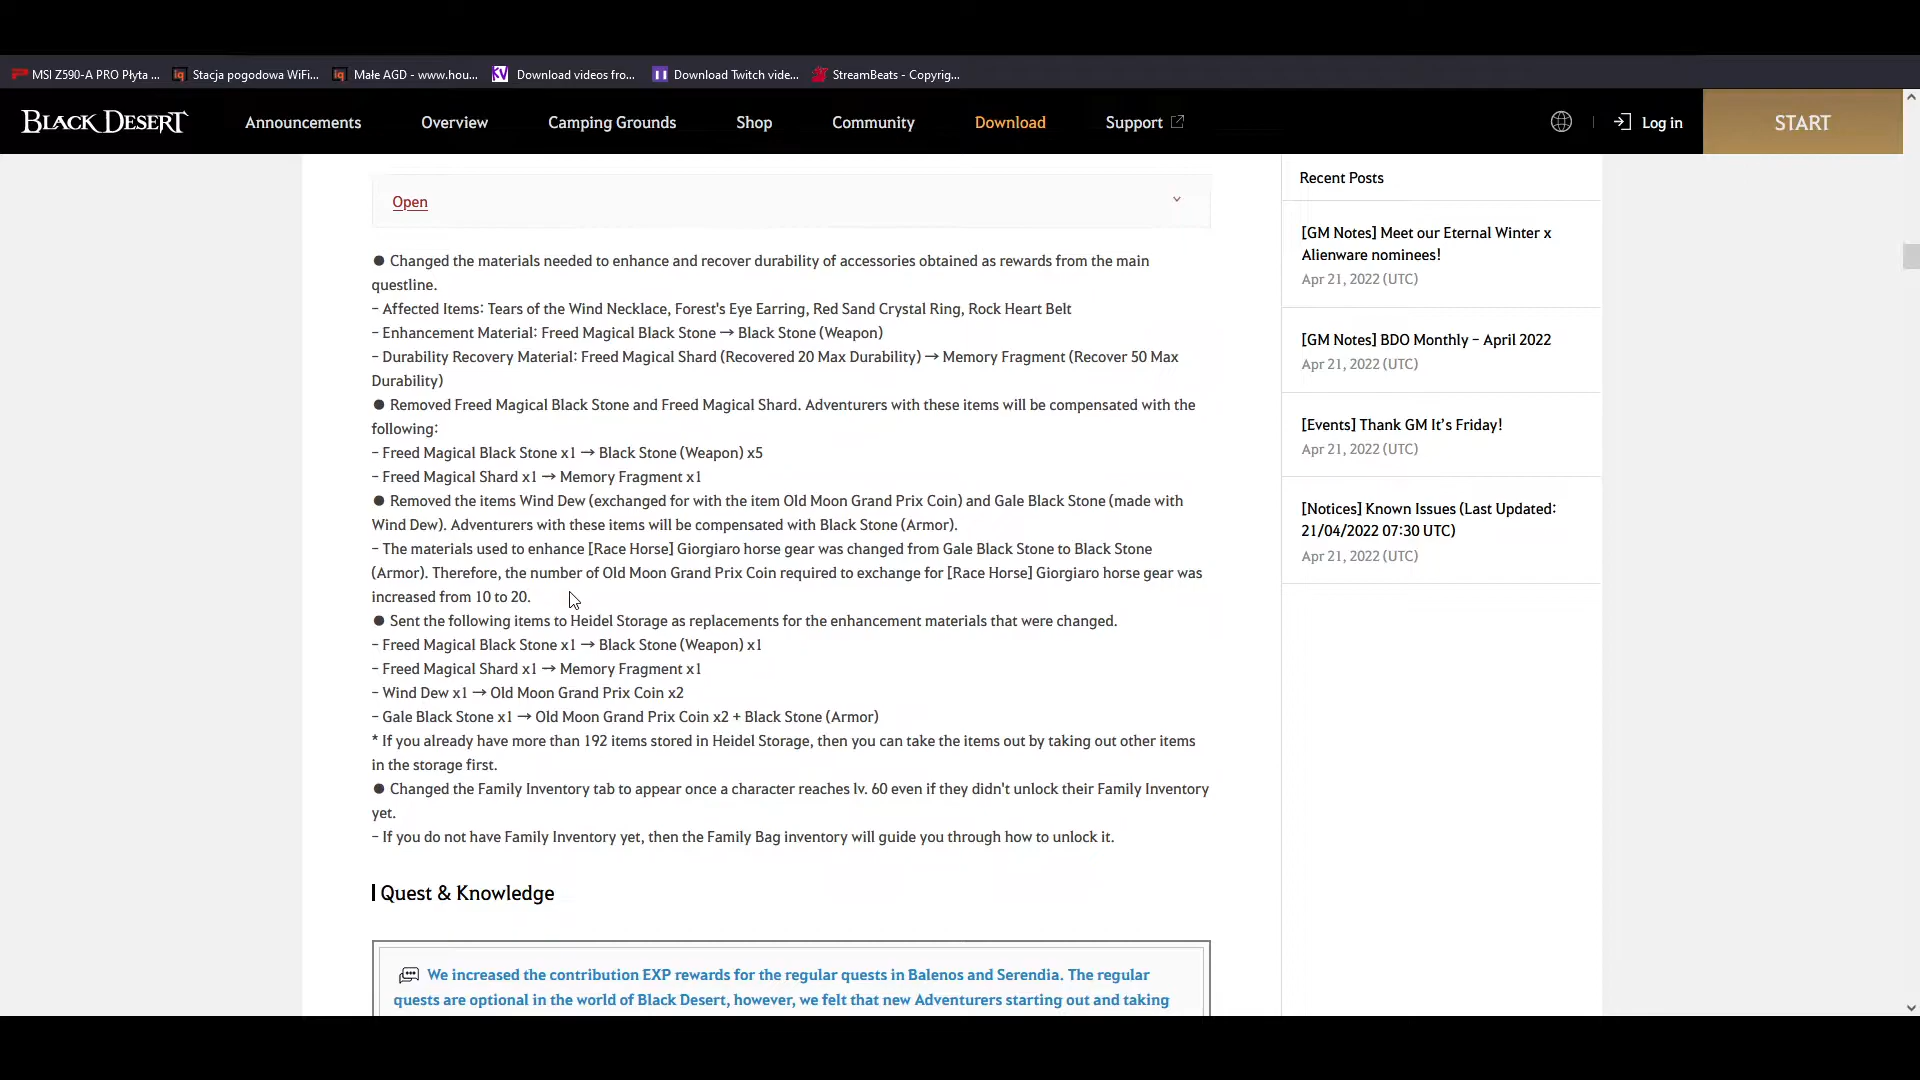 MSI Z590-A PRO Płyta ...
Stacja pogodowa WiFi...
Małe AGD - www.hou...
KV Download videos fro...
Download Twitch vide...
StreamBeats - Copyrig...
BLACK DESERT
Announcements
Overview
Camping Grounds
Shop
Community
Download
Support
Log in
START
Open
● Changed the materials needed to enhance and recover durability of accessories obtained as rewards from the main
questline.
- Affected Items: Tears of the Wind Necklace, Forest's Eye Earring, Red Sand Crystal Ring, Rock Heart Belt
- Enhancement Material: Freed Magical Black Stone → Black Stone (Weapon)
- Durability Recovery Material: Freed Magical Shard (Recovered 20 Max Durability) → Memory Fragment (Recover 50 Max
Durability)
● Removed Freed Magical Black Stone and Freed Magical Shard. Adventurers with these items will be compensated with the
following:
- Freed Magical Black Stone x1 → Black Stone (Weapon) x5
- Freed Magical Shard x1 → Memory Fragment x1
● Removed the items Wind Dew (exchanged for with the item Old Moon Grand Prix Coin) and Gale Black Stone (made with
Wind Dew). Adventurers with these items will be compensated with Black Stone (Armor).
- The materials used to enhance [Race Horse] Giorgiaro horse gear was changed from Gale Black Stone to Black Stone
(Armor). Therefore, the number of Old Moon Grand Prix Coin required to exchange for [Race Horse] Giorgiaro horse gear was
increased from 10 to 20.
● Sent the following items to Heidel Storage as replacements for the enhancement materials that were changed.
- Freed Magical Black Stone x1 → Black Stone (Weapon) x1
- Freed Magical Shard x1 → Memory Fragment x1
- Wind Dew x1 → Old Moon Grand Prix Coin x2
- Gale Black Stone x1 → Old Moon Grand Prix Coin x2 + Black Stone (Armor)
* If you already have more than 192 items stored in Heidel Storage, then you can take the items out by taking out other items
in the storage first.
● Changed the Family Inventory tab to appear once a character reaches lv. 60 even if they didn't unlock their Family Inventory
yet.
- If you do not have Family Inventory yet, then the Family Bag inventory will guide you through how to unlock it.
Quest & Knowledge
We increased the contribution EXP rewards for the regular quests in Balenos and Serendia. The regular
quests are optional in the world of Black Desert, however, we felt that new Adventurers starting out and taking
Recent Posts
[GM Notes] Meet our Eternal Winter x
Alienware nominees!
Apr 21, 2022 (UTC)
[GM Notes] BDO Monthly - April 2022
Apr 21, 2022 (UTC)
[Events] Thank GM It’s Friday!
Apr 21, 2022 (UTC)
[Notices] Known Issues (Last Updated:
21/04/2022 07:30 UTC)
Apr 21, 2022 (UTC)